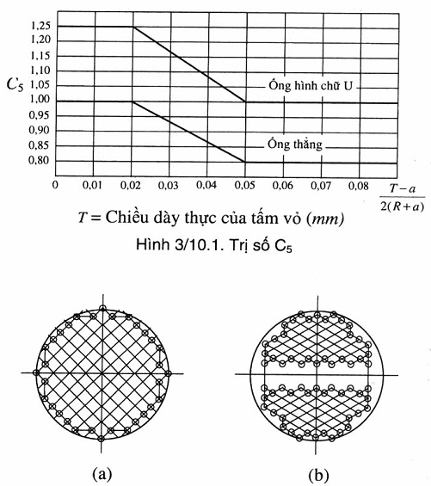 1,25
1,20
1,15
1,10
1,05
1,00
0,95
0,90
0,85
0,80
C5
Ống hình chữ U
Ống thẳng
0 0,01 0,02 0,03 0,04 0,05 0,06 0,07 0,08
T – a
2(R+a)
T = Chiều dày thực của tấm vỏ (mm)
Hình 3/10.1. Trị số C5
(a) (b)